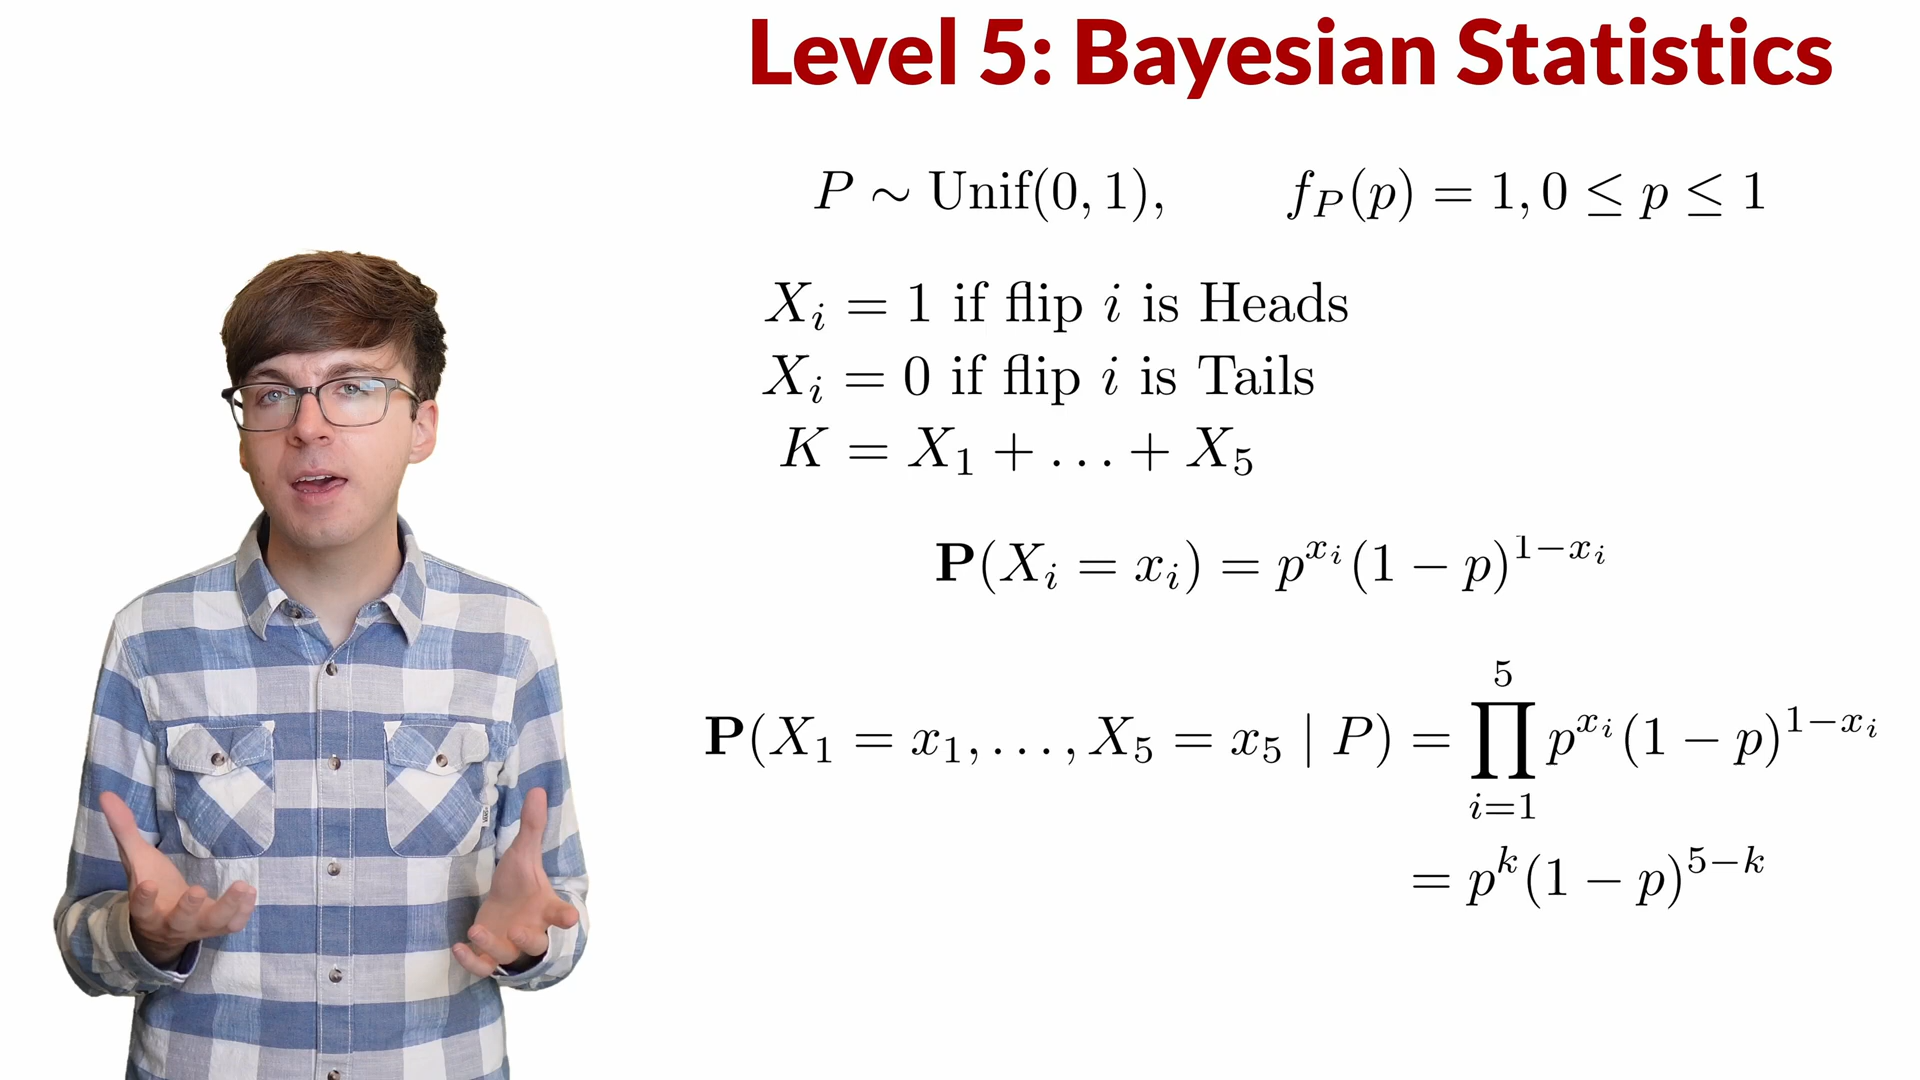 Level 5: Bayesian Statistics
P ∼ Unif(0, 1), f_P(p) = 1, 0 ≤ p ≤ 1
X_i = 1 if flip i is Heads
X_i = 0 if flip i is Tails
K = X_1 + … + X_5
P(X_i = x_i) = p^{x_i}(1 − p)^{1−x_i}
P(X_1 = x_1, …, X_5 = x_5 | P) = ∏_{i=1}^{5} p^{x_i}(1 − p)^{1−x_i}
= p^k(1 − p)^{5−k}